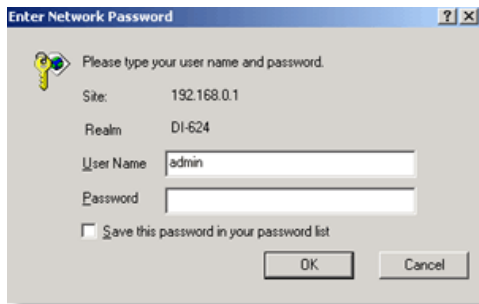 Enter Network Password
Please type your user name and password.
Site: 192.168.0.1
Realm DI-624
User Name admin
Password
Save this password in your password list
OK Cancel